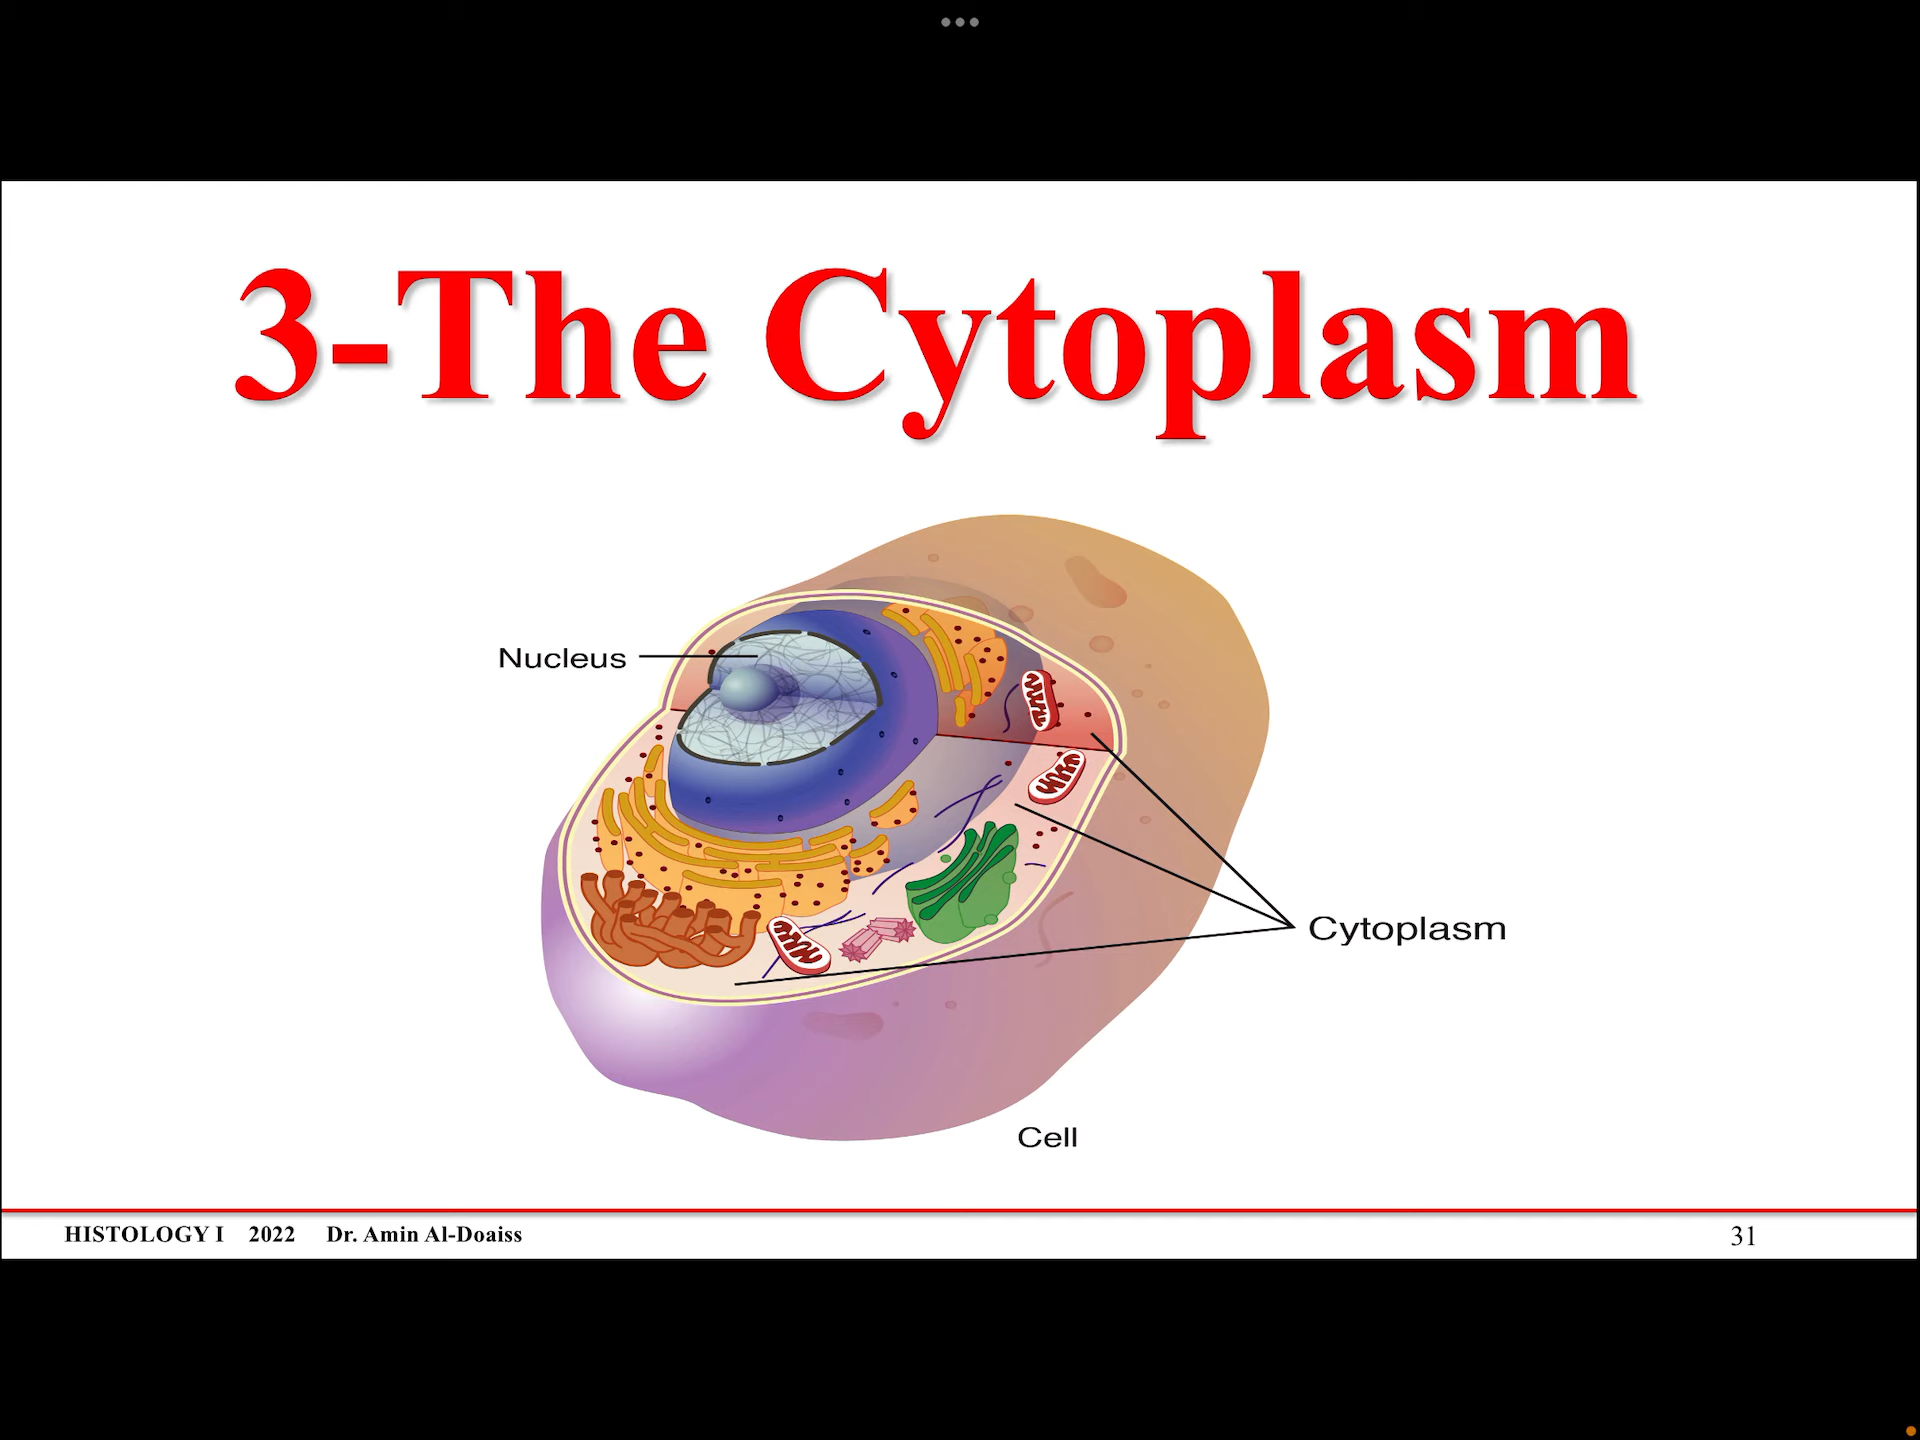 3-The Cytoplasm
Nucleus
Cytoplasm
Cell
HISTOLOGY I 2022 Dr. Amin Al-Doaiss 31